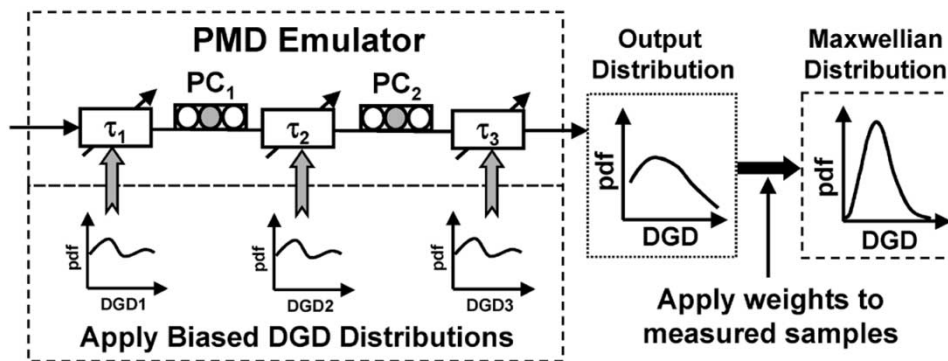 PMD Emulator
PC1
PC2
τ1
τ2
τ3
pdf
DGD1
pdf
DGD2
pdf
DGD3
Apply Biased DGD Distributions
Output
Distribution
pdf
DGD
Maxwellian
Distribution
pdf
DGD
Apply weights to
measured samples